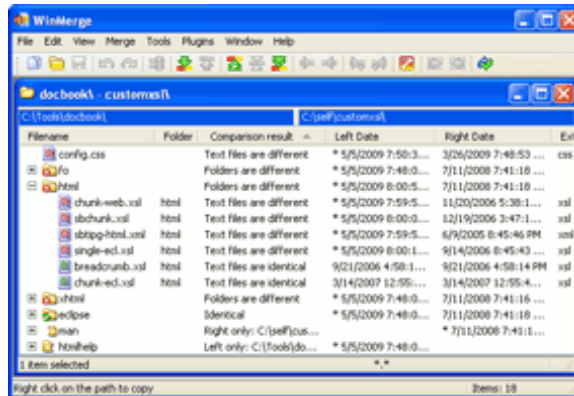 WinMerge
File Edit View Merge Tools Plugins Window Help
docbook\ - customxsl\
C:\Tools\docbook\ C:\self\customxsl\
Filename Folder Comparison result Left Date Right Date Ext
config.css Text files are different * 5/5/2009 7:50:3... 3/26/2009 7:48:53 ... css
fo Folders are different * 5/5/2009 7:48:0... 7/11/2008 7:41:18 ...
html Folders are different * 5/5/2009 8:00:5... 7/11/2008 7:41:18 ...
chunk-web.xsl html Text files are different * 5/5/2009 7:59:5... 11/20/2006 5:38:1... xsl
sbchunk.xsl html Text files are different * 5/5/2009 8:00:0... 12/19/2006 3:47:1... xsl
sbtipg-html.xml html Text files are different * 5/5/2009 7:59:5... 6/9/2005 8:45:46 PM xml
single-ecl.xsl html Text files are different * 5/5/2009 8:00:1... 9/14/2006 8:45:43 ... xsl
breadcrumb.xsl html Text files are identical 9/21/2006 4:58:1... 9/21/2006 4:58:14 PM xsl
chunk-ecl.xsl html Text files are identical 3/14/2007 12:55:... 3/14/2007 12:55:4... xsl
xhtml Folders are different * 5/5/2009 7:48:0... 7/11/2008 7:41:16 ...
eclipse Identical * 5/5/2009 7:48:0... 7/11/2008 7:41:18 ...
man Right only: C:\self\cus... * 7/11/2008 7:41:1...
htmlhelp Left only: C:\Tools\do... * 5/5/2009 7:48:0...
1 item selected *.*
Right click on the path to copy Items: 18